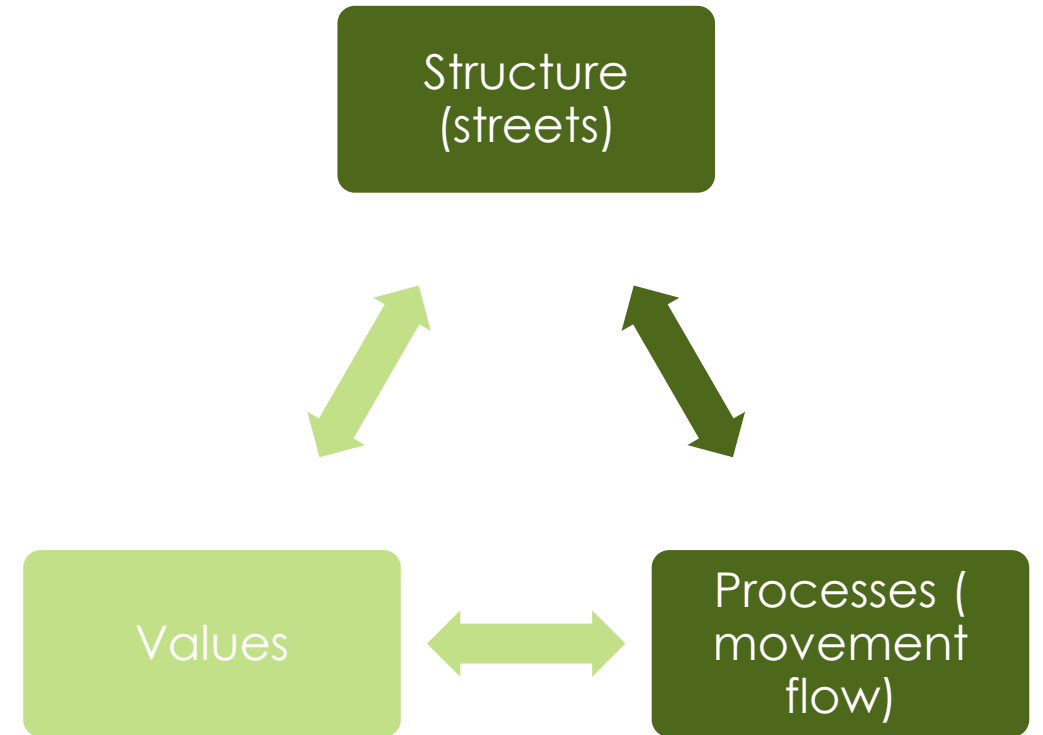 Structure
(streets)
Values
Processes (
movement
flow)